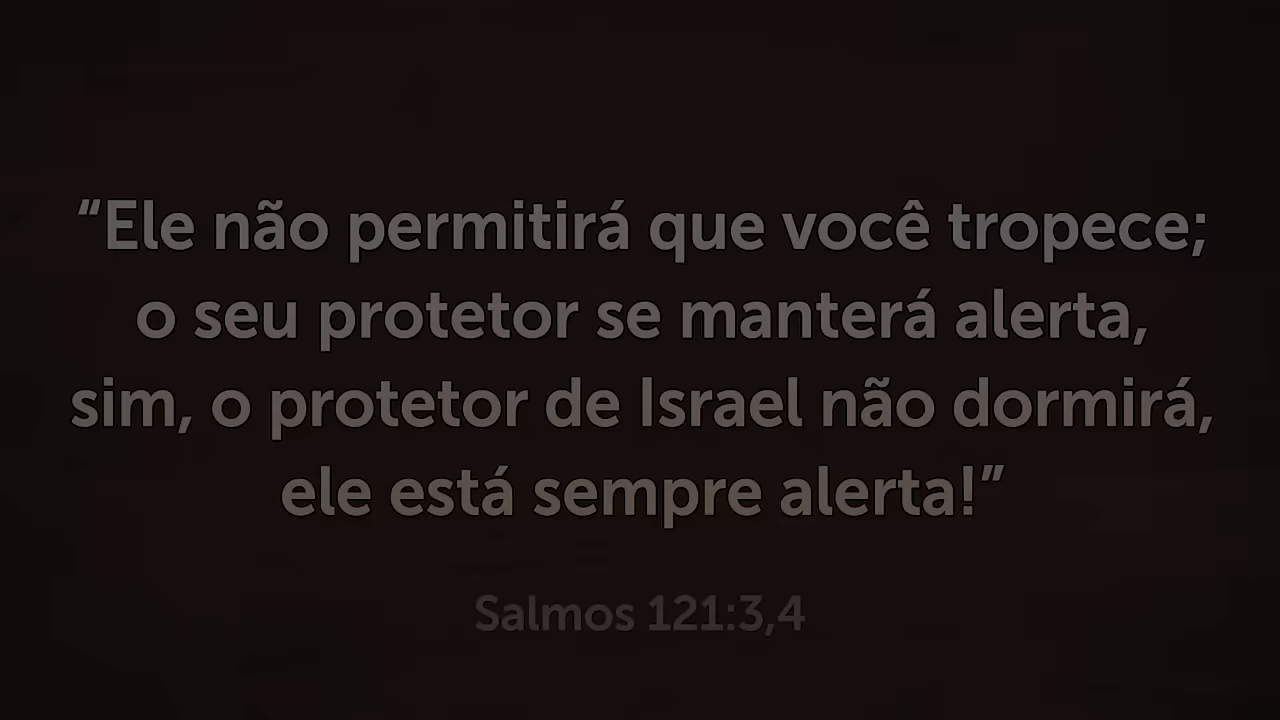 “Ele não permitirá que você tropece;
o seu protetor se manterá alerta,
sim, o protetor de Israel não dormirá,
ele está sempre alerta!”
Salmos 121:3,4